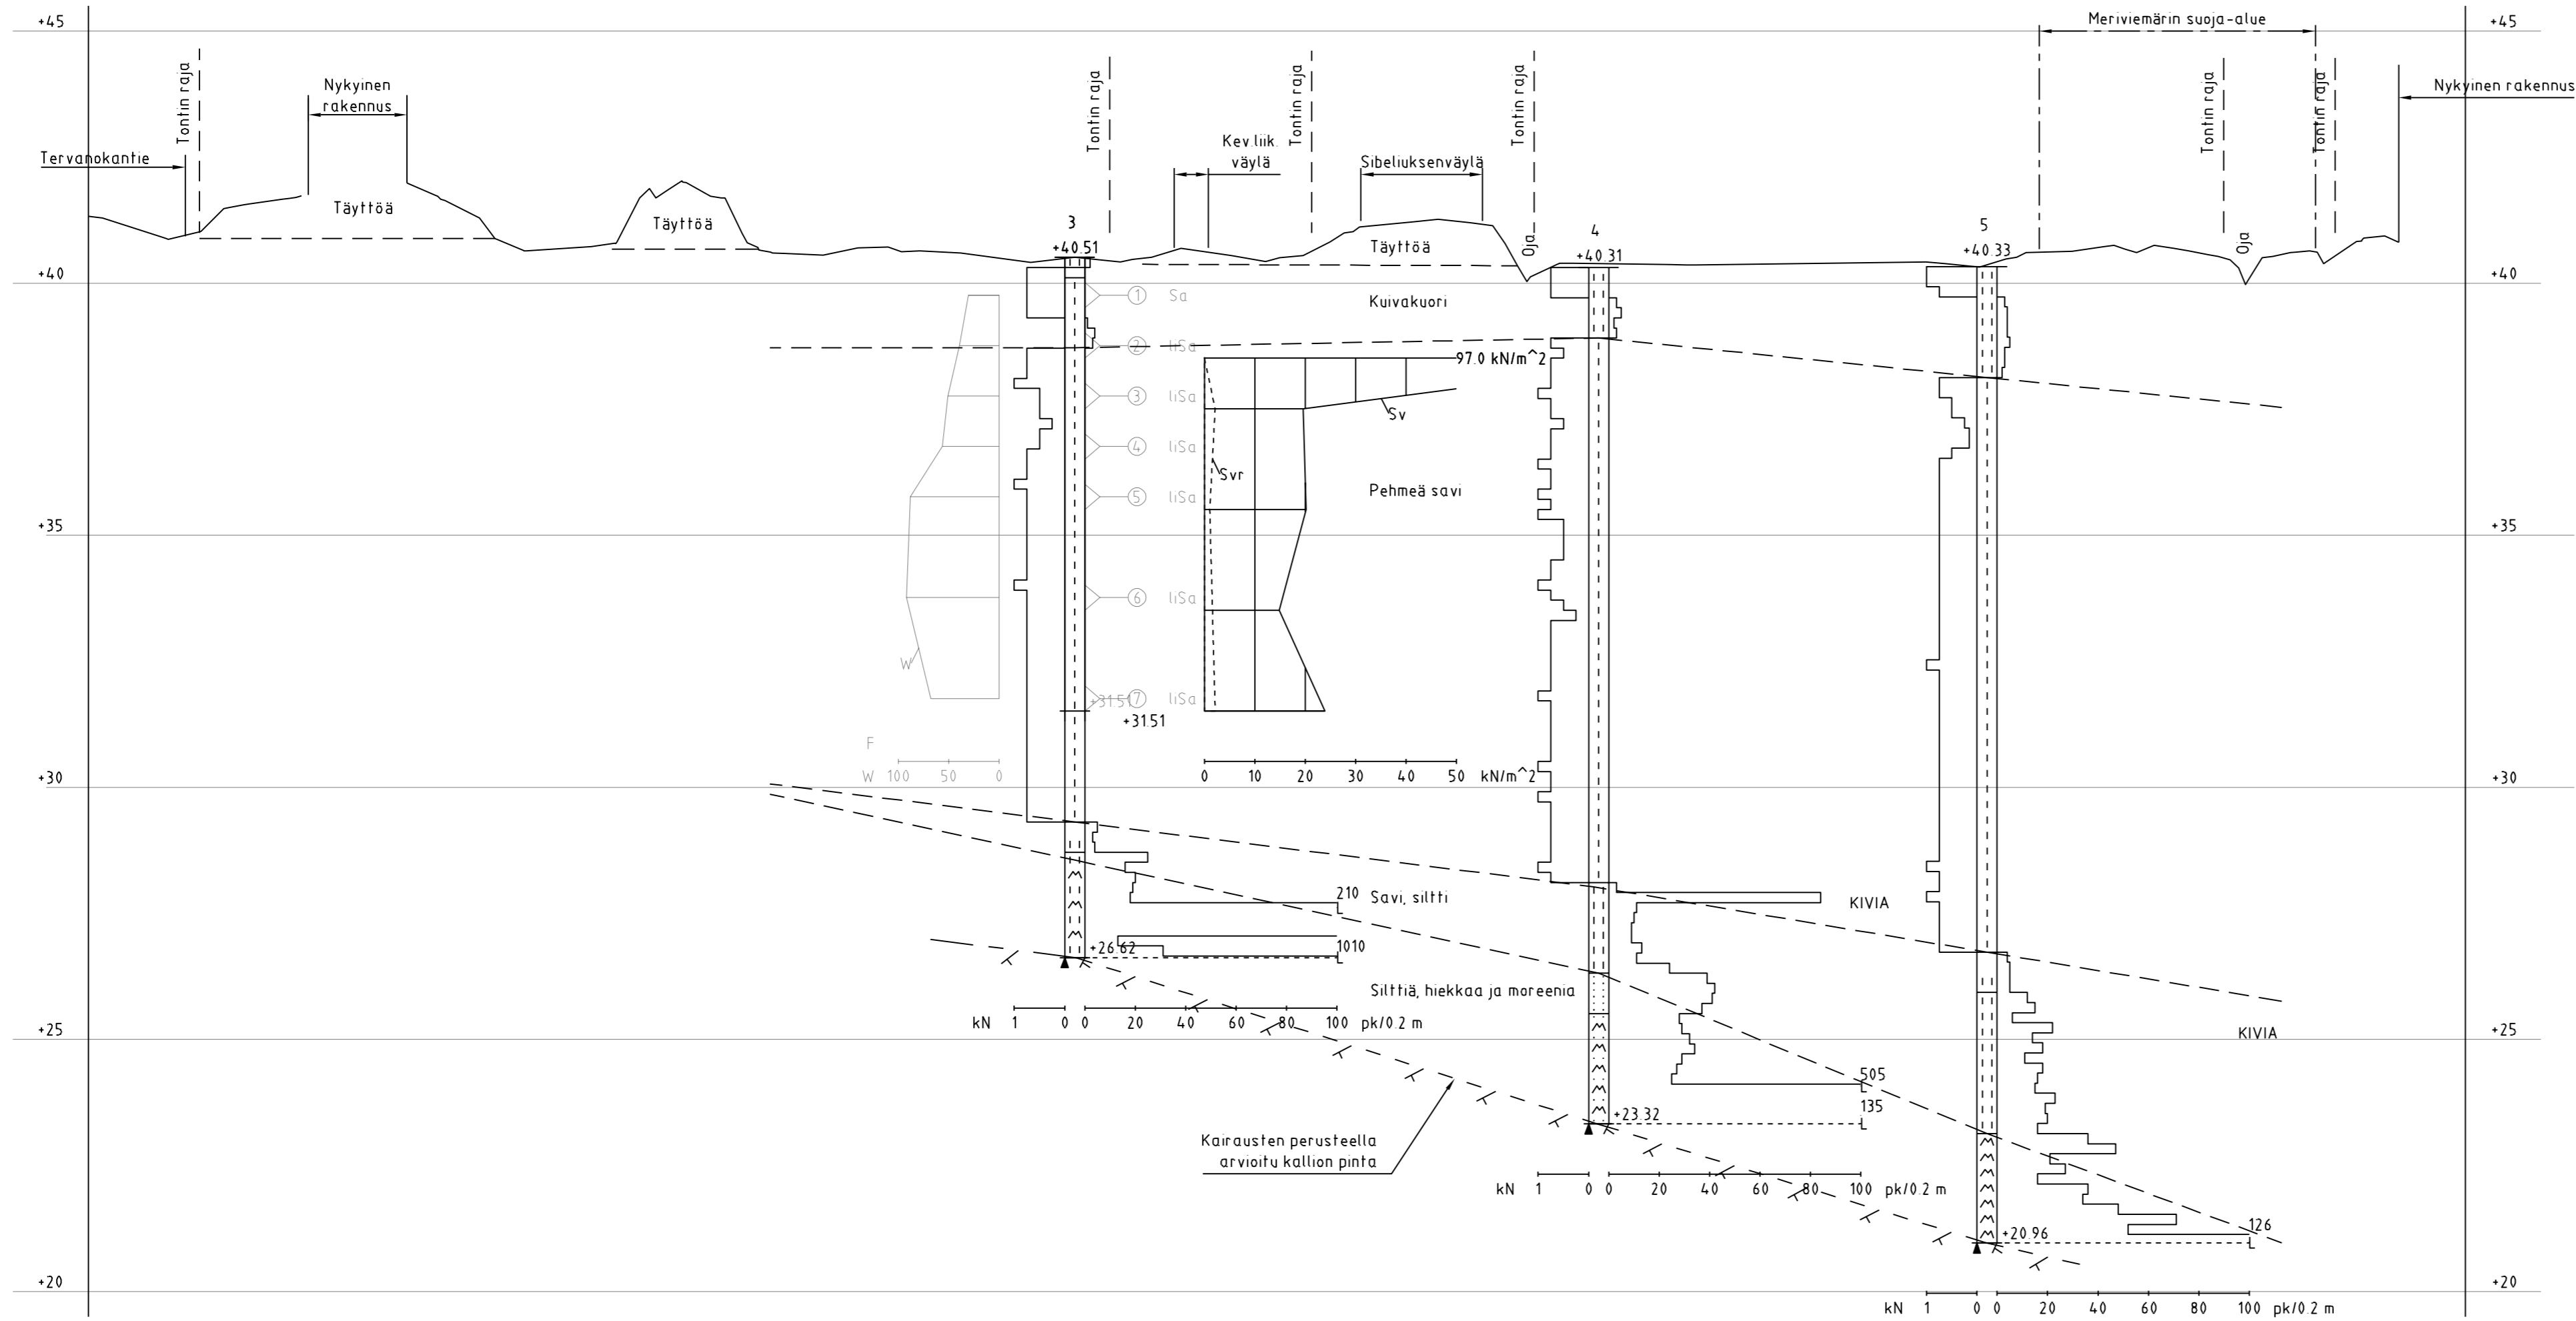 +45
Meriviemärin suoja-alue
+45
Tontin raja
Nykyinen
rakennus
Tontin raja
Tontin raja
Tontin raja
Tontin raja
Tontin raja
Nykyinen rakennus
Tervanokantie
Kev.liik.
väylä
Sibeliuksenväylä
Täyttöä
Täyttöä
Täyttöä
Oja
Oja
3
+40.51
4
+40.31
5
+40.33
+40
+40
1 Sa
Kuivakuori
2 liSa
97.0 kN/m^2
3 liSa
Sv
4 liSa
Svr
5 liSa
Pehmeä savi
+35
+35
6 liSa
W
+31.51
7 liSa
+31.51
F
W 100 50 0
0 10 20 30 40 50 kN/m^2
+30
+30
210
Savi, siltti
KIVIA
+26.62
1010
Silttiä, hiekkaa ja moreenia
kN 1 0 0 20 40 60 80 100 pk/0.2 m
+25
+25
KIVIA
505
135
+23.32
Kairausten perusteella
arvioitu kallion pinta
kN 1 0 0 20 40 60 80 100 pk/0.2 m
126
+20.96
+20
+20
kN 1 0 0 20 40 60 80 100 pk/0.2 m